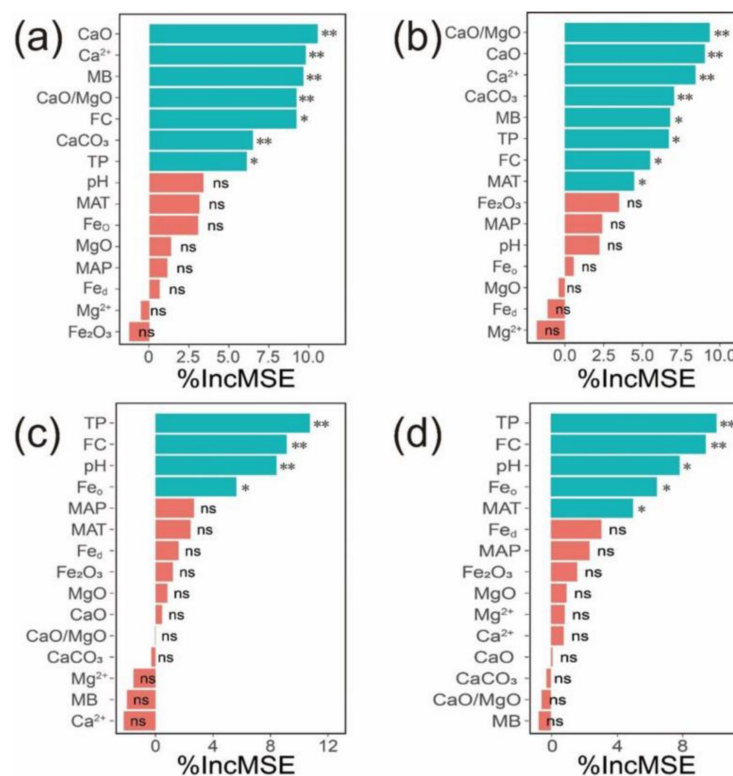 (a)
CaO **
Ca²⁺ **
MB **
CaO/MgO **
FC *
CaCO₃ **
TP *
pH ns
MAT ns
Feₒ ns
MgO ns
MAP ns
Fe_d ns
Mg²⁺ ns
Fe₂O₃ ns
0 2.5 5.0 7.5 10.0
%IncMSE
(b)
CaO/MgO **
CaO **
Ca²⁺ **
CaCO₃ **
MB *
TP *
FC *
MAT *
Fe₂O₃ ns
MAP ns
pH ns
Feₒ ns
MgO ns
Fe_d ns
Mg²⁺ ns
0.0 2.5 5.0 7.5 10.0
%IncMSE
(c)
TP **
FC **
pH **
Feₒ *
MAP ns
MAT ns
Fe_d ns
Fe₂O₃ ns
MgO ns
CaO ns
CaO/MgO ns
CaCO₃ ns
Mg²⁺ ns
MB ns
Ca²⁺ ns
0 4 8 12
%IncMSE
(d)
TP **
FC **
pH *
Feₒ *
MAT *
Fe_d ns
MAP ns
Fe₂O₃ ns
MgO ns
Mg²⁺ ns
Ca²⁺ ns
CaO ns
CaCO₃ ns
CaO/MgO ns
MB ns
0 4 8
%IncMSE